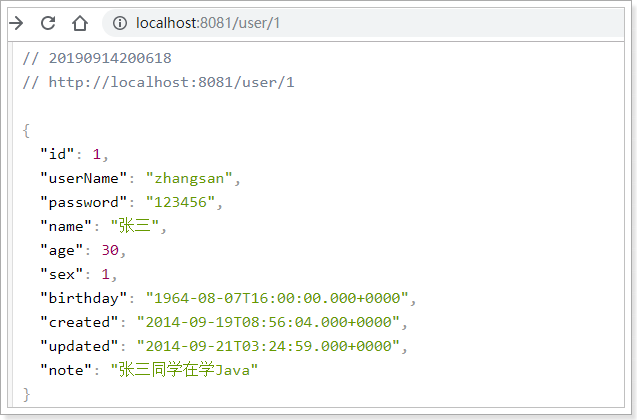 localhost:8081/user/1
// 20190914200618
// http://localhost:8081/user/1
{
"id": 1,
"userName": "zhangsan",
"password": "123456",
"name": "张三",
"age": 30,
"sex": 1,
"birthday": "1964-08-07T16:00:00.000+0000",
"created": "2014-09-19T08:56:04.000+0000",
"updated": "2014-09-21T03:24:59.000+0000",
"note": "张三同学在学Java"
}